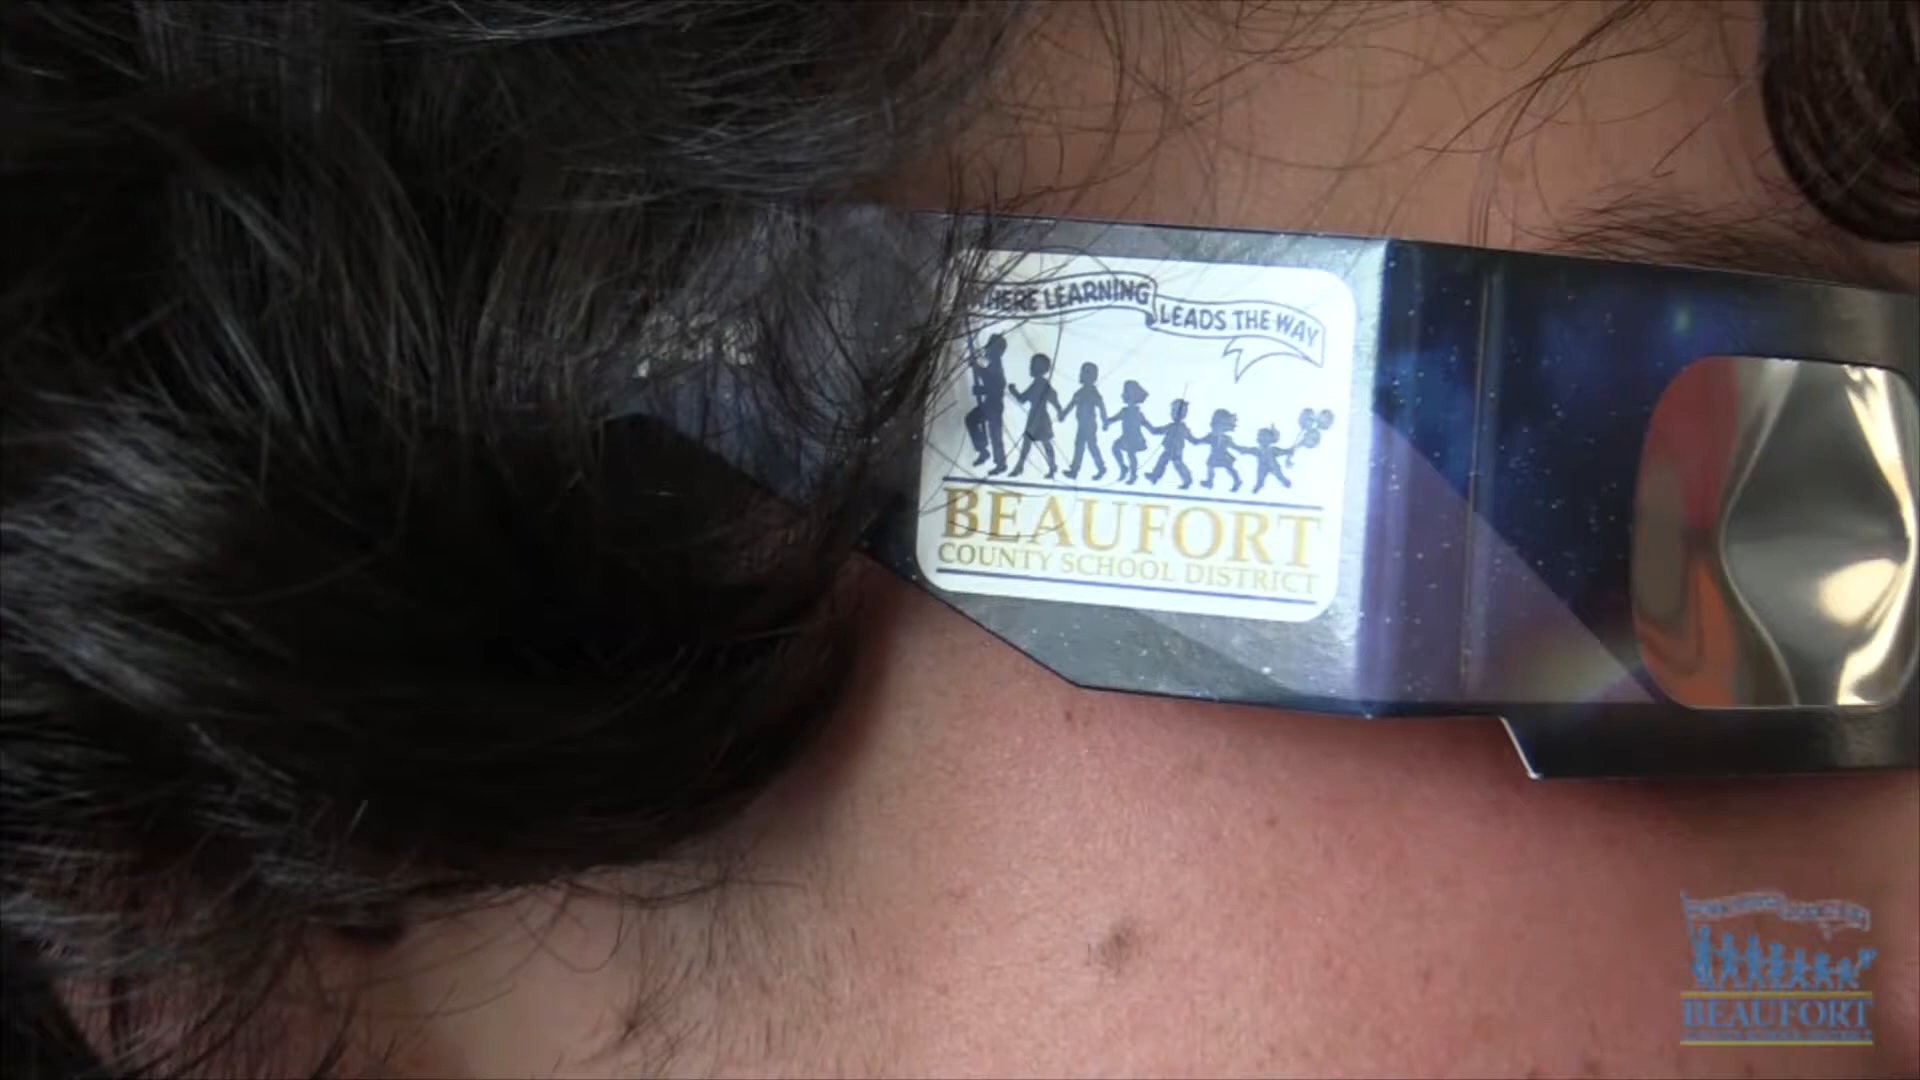 WHERE LEARNING
LEADS THE WAY
BEAUFORT
COUNTY SCHOOL DISTRICT
BEAUFORT